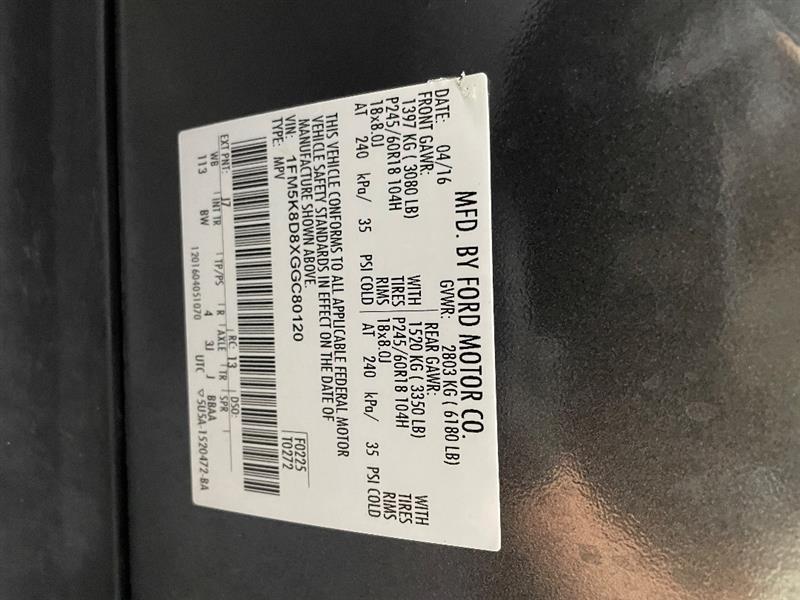 MFD. BY FORD MOTOR CO.
DATE: 04/16 GVWR: 2803 KG ( 6180 LB)
FRONT GAWR: REAR GAWR:
1397 KG ( 3080 LB) WITH 1520 KG ( 3350 LB) WITH
P245/60R18 104H TIRES P245/60R18 104H TIRES
18x8.0J RIMS 18x8.0J RIMS
AT 240 kPa/ 35 PSI COLD AT 240 kPa/ 35 PSI COLD
THIS VEHICLE CONFORMS TO ALL APPLICABLE FEDERAL MOTOR
VEHICLE SAFETY STANDARDS IN EFFECT ON THE DATE OF
MANUFACTURE SHOWN ABOVE.
VIN: 1FM5K8D8XGGC80120
TYPE: MPV
F0225
T0272
EXT PNT: J7 RC: 13 DSO:
WB INT TR TP/PS R AXLE TR SPR
113 BW 4 3J J BBAA
1201604051070 UTC ▽ 5U5A-1520472-BA